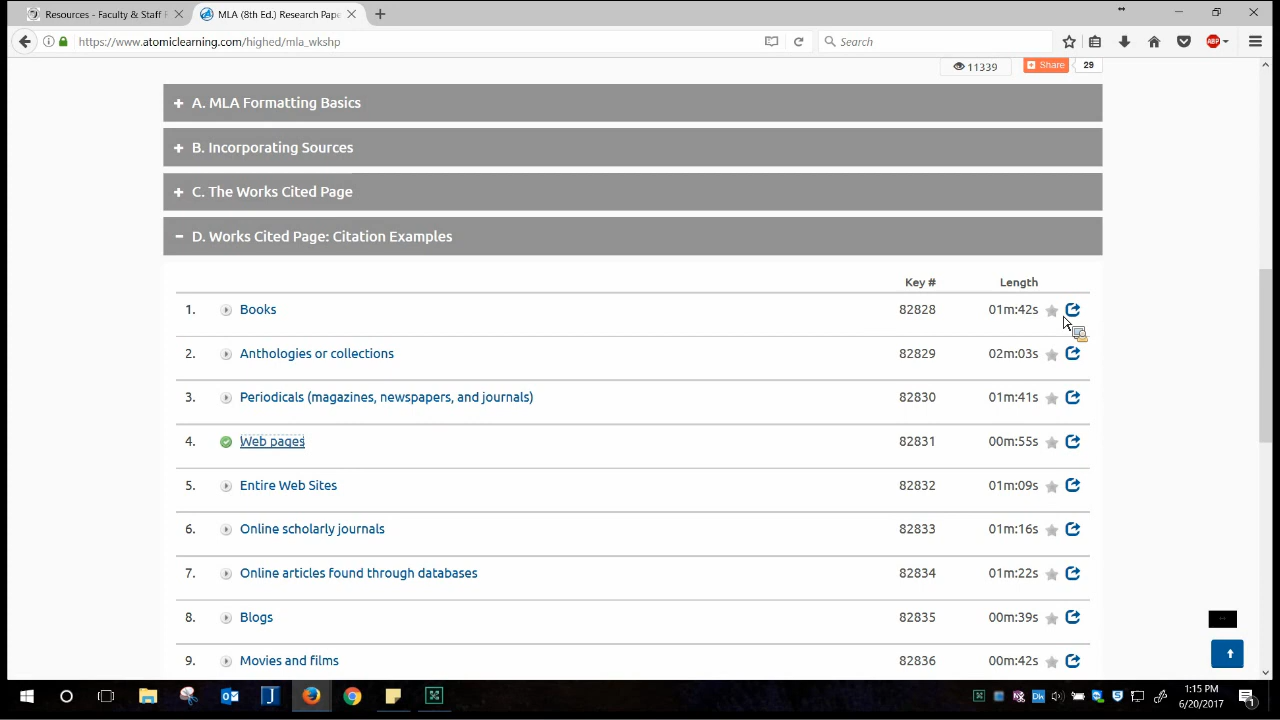 Resources - Faculty & Staff F
MLA (8th Ed.) Research Pape
https://www.atomiclearning.com/highed/mla_wkshp
Search
ABP
11339
Share
29
A. MLA Formatting Basics
B. Incorporating Sources
C. The Works Cited Page
D. Works Cited Page: Citation Examples
Key # Length
1. Books 82828 01m:42s
2. Anthologies or collections 82829 02m:03s
3. Periodicals (magazines, newspapers, and journals) 82830 01m:41s
4. Web pages 82831 00m:55s
5. Entire Web Sites 82832 01m:09s
6. Online scholarly journals 82833 01m:16s
7. Online articles found through databases 82834 01m:22s
8. Blogs 82835 00m:39s
9. Movies and films 82836 00m:42s
1:15 PM
6/20/2017